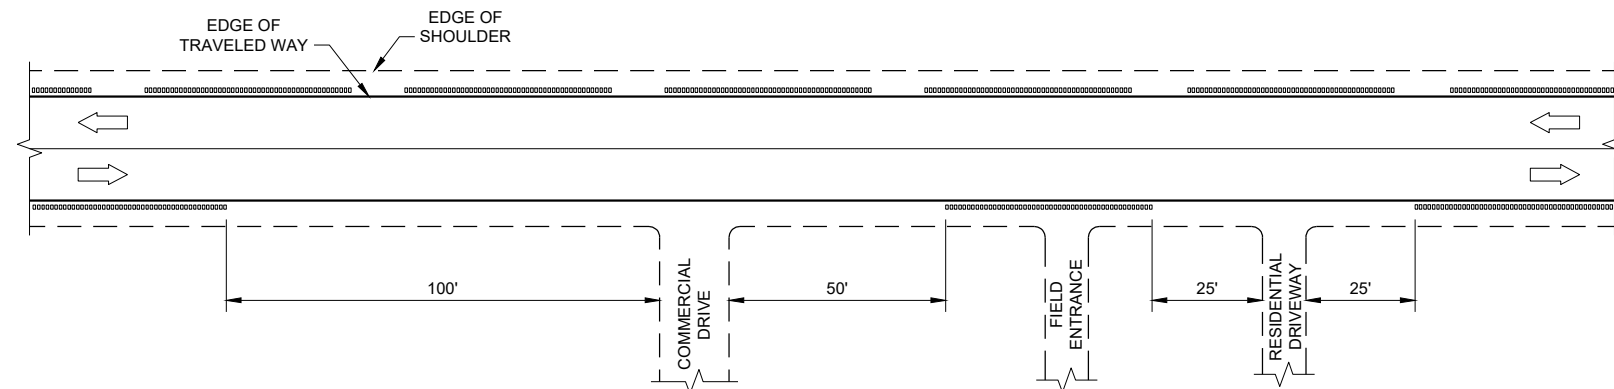 EDGE OF
TRAVELED WAY
EDGE OF
SHOULDER
100'
COMMERCIAL
DRIVE
50'
FIELD
ENTRANCE
25'
RESIDENTIAL
DRIVEWAY
25'